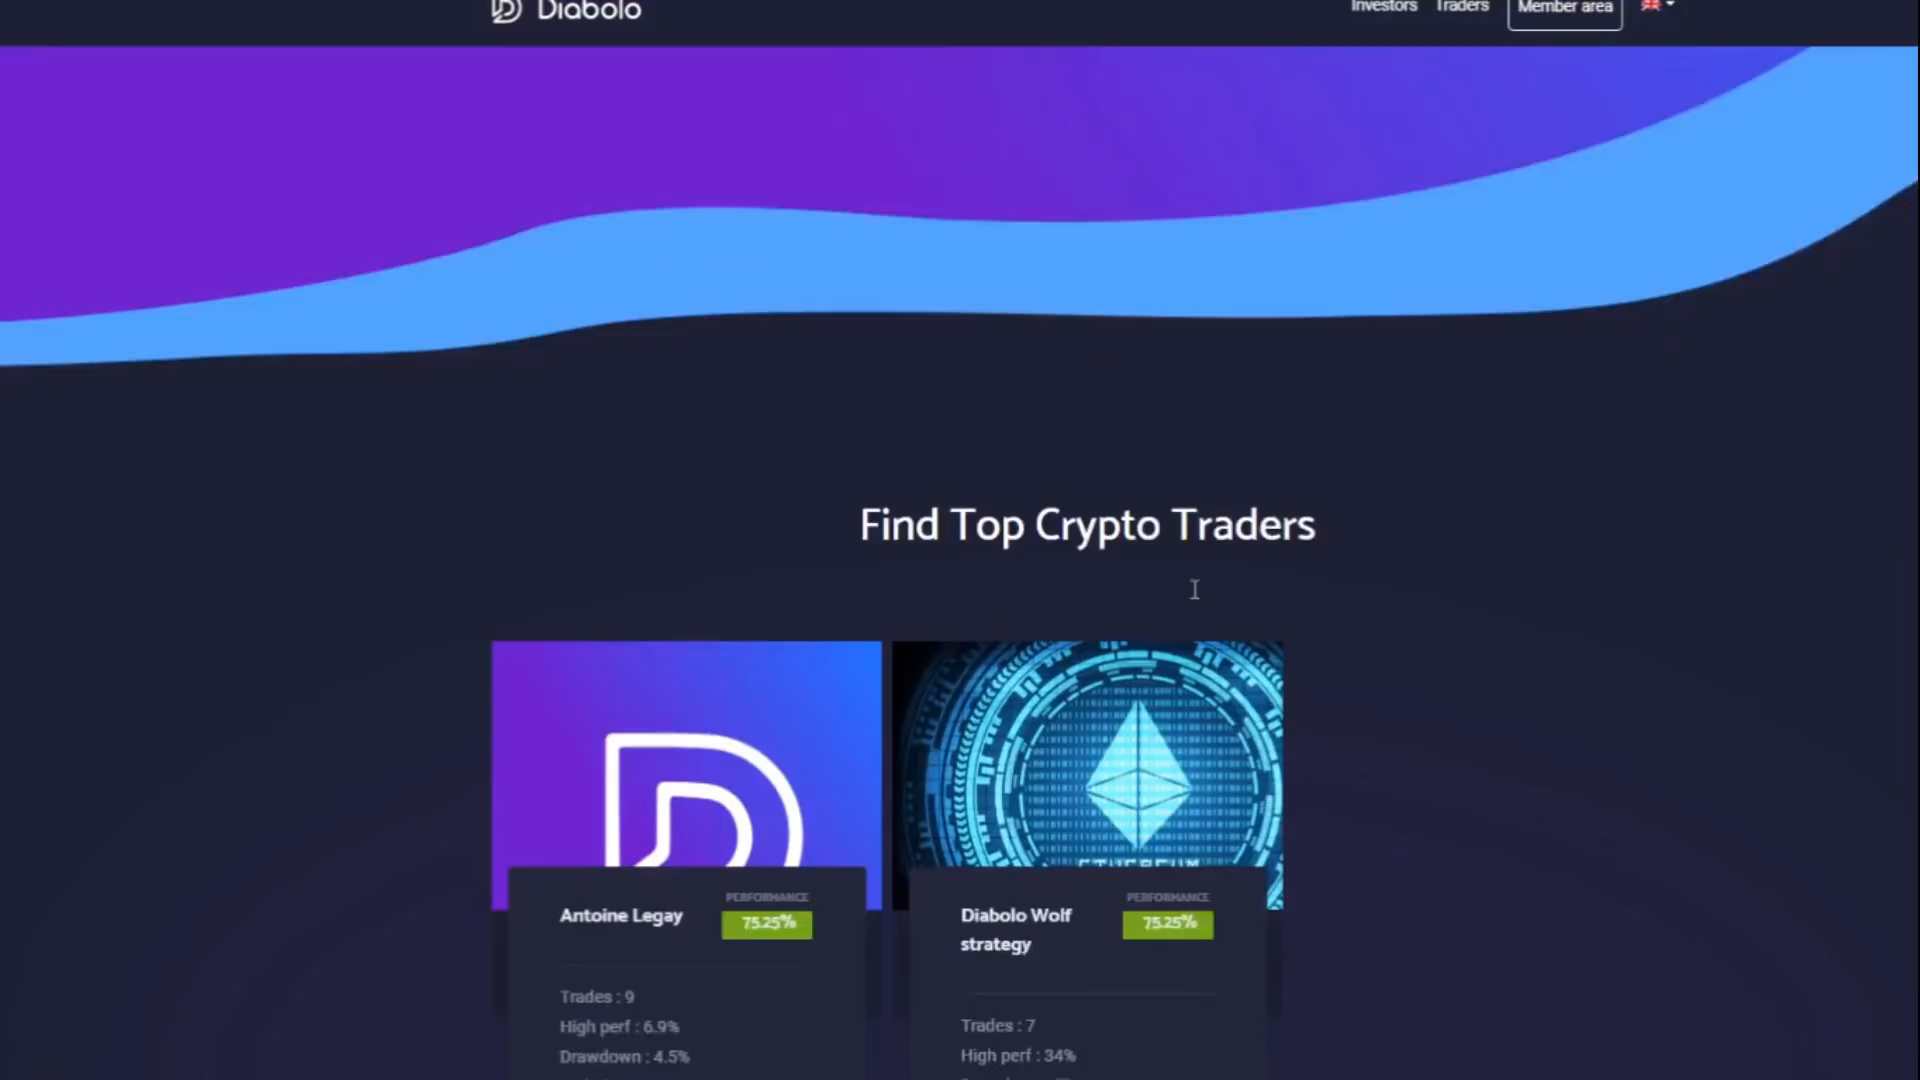 Diabolo
Investors
Traders
Member area
Find Top Crypto Traders
ETHEREUM
Antoine Legay
PERFORMANCE
75.25%
Trades : 9
High perf : 6.9%
Drawdown : 4.5%
Diabolo Wolf
strategy
PERFORMANCE
75.25%
Trades : 7
High perf : 34%